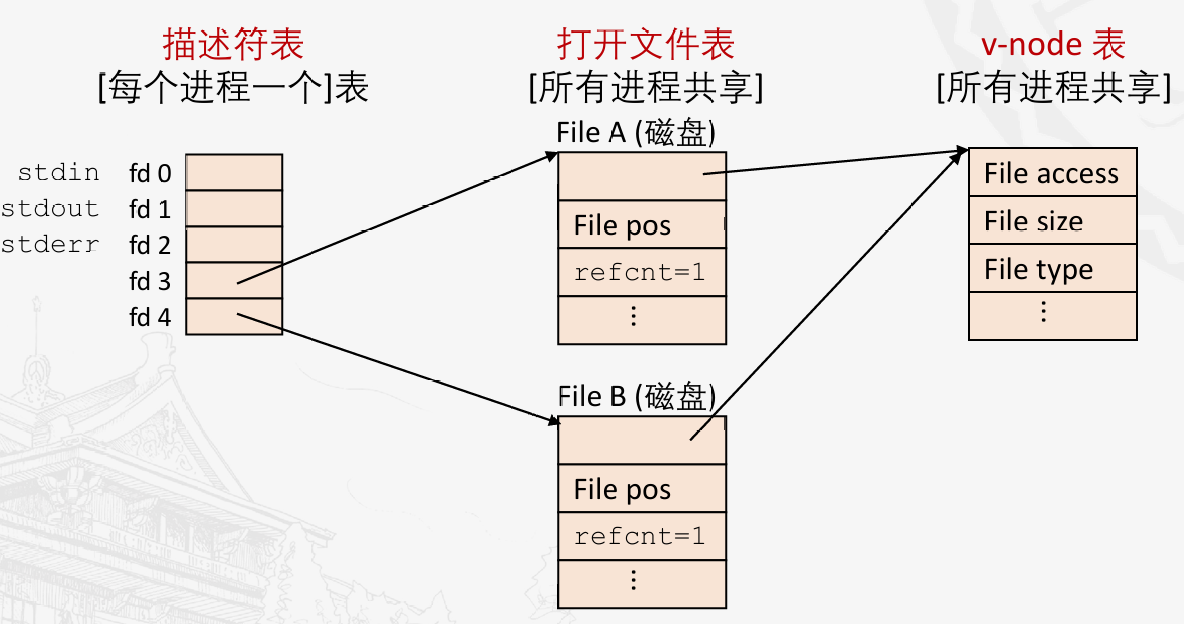 描述符表
[每个进程一个]表
打开文件表
[所有进程共享]
v-node 表
[所有进程共享]
stdin fd 0
stdout fd 1
stderr fd 2
fd 3
fd 4
File A (磁盘)
File pos
refcnt=1
⋮
File B (磁盘)
File pos
refcnt=1
⋮
File access
File size
File type
⋮